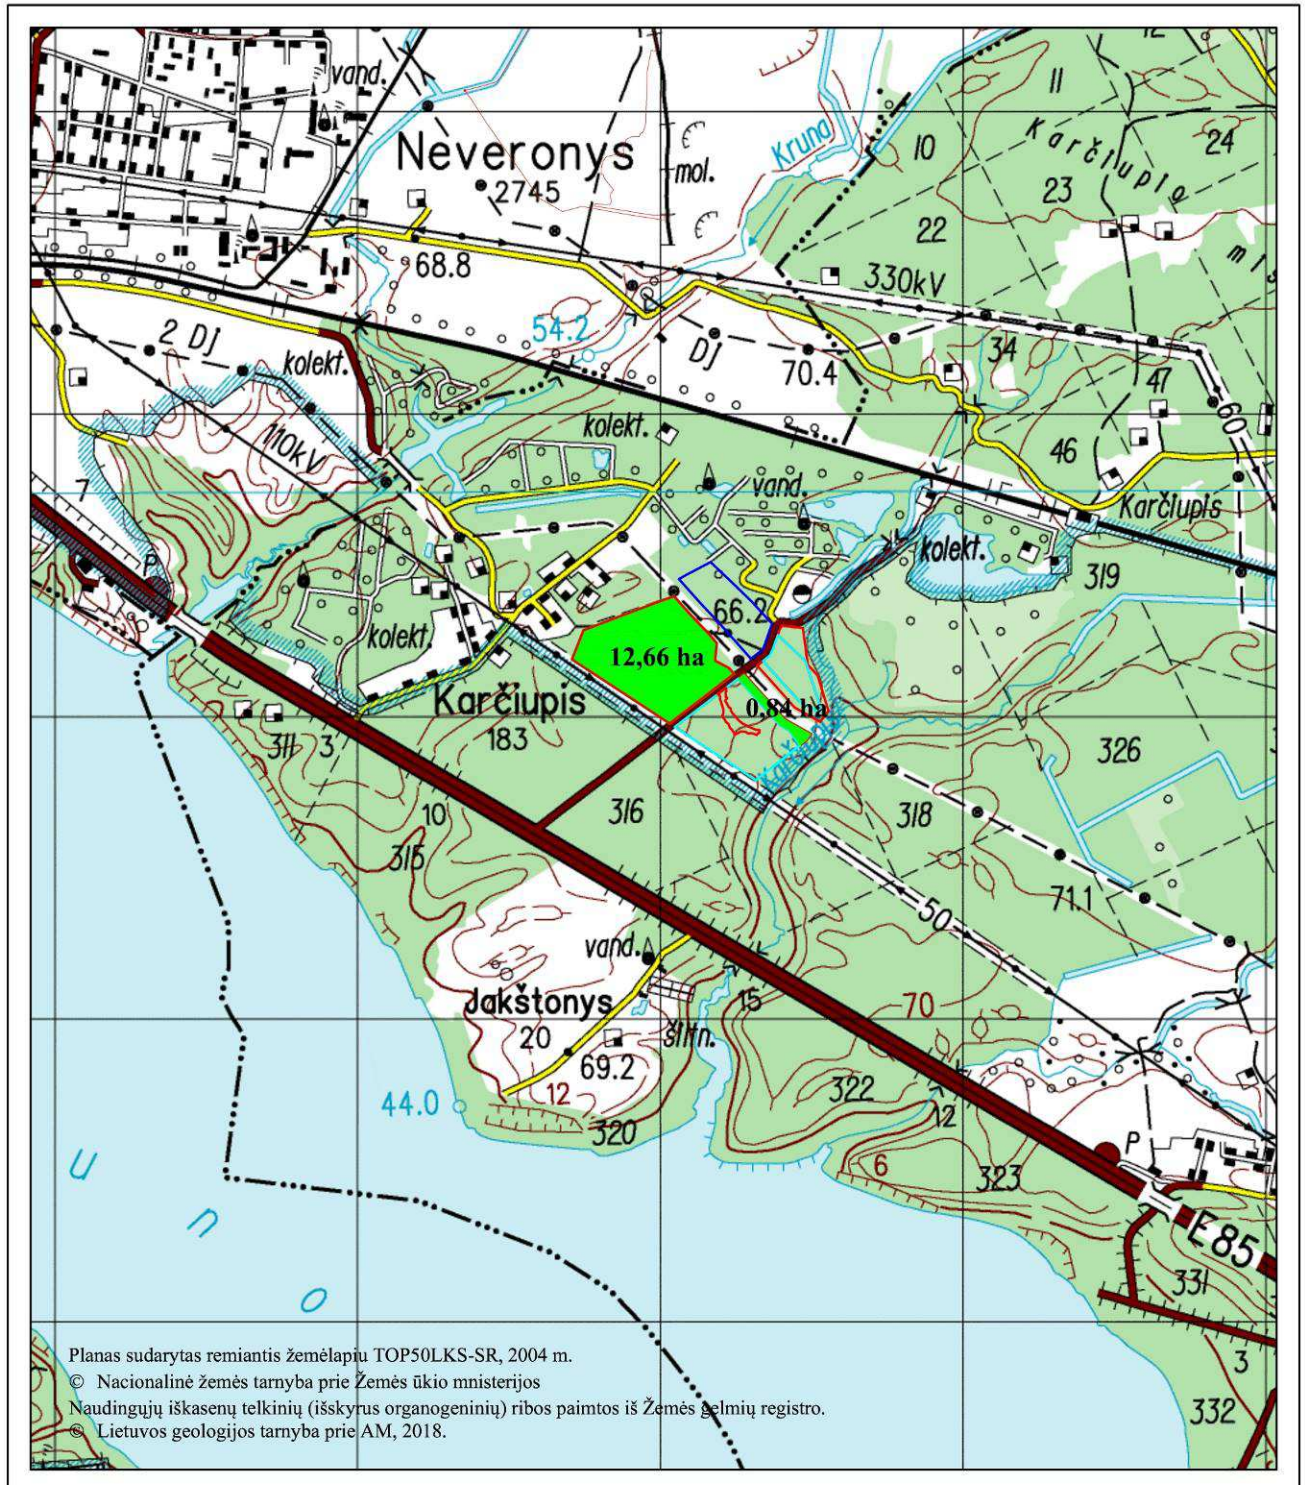 12
vand.
11
Kruna
10
24
Karčiupio
Neveronys
mol.
23
2745
22
mis
68.8
330kV
2 Dj
54.2
34
kolekt.
Dj
70.4
47
60
110kV
kolekt.
46
7
vand.
Karčiupis
kolekt.
P
319
66.2
kolekt.
12,66 ha
Karčiupis
0,84 ha
311
3
183
326
10
316
318
315
71.1
50
vand.
Jakštonys
15
70
20
šiltn.
69.2
12
322
44.0
12
320
P
6
323
u
n
E85
331
o
Planas sudarytas remiantis žemėlapiu TOP50LKS-SR, 2004 m.
3
© Nacionalinė žemės tarnyba prie Žemės ūkio mnisterijos
Naudingųjų iškasenų telkinių (išskyrus organogeninių) ribos paimtos iš Žemės gelmių registro.
332
© Lietuvos geologijos tarnyba prie AM, 2018.